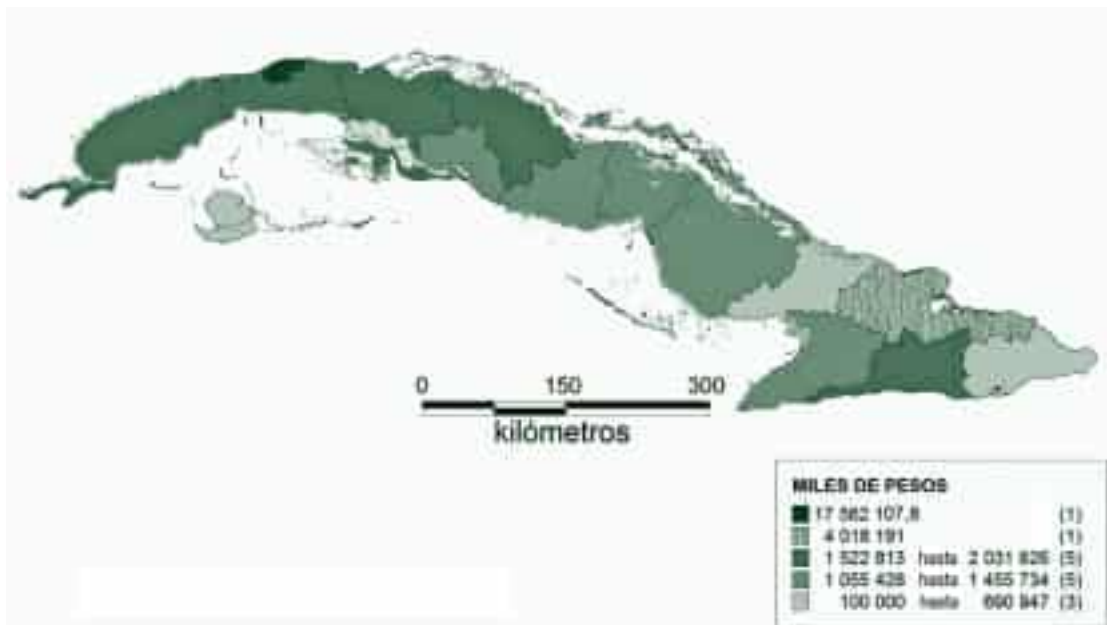 0 150 300
kilómetros
MILES DE PESOS
17 562 107,8 (1)
4 018 191 (1)
1 522 813 hasta 2 031 826 (5)
1 055 428 hasta 1 455 734 (5)
100 000 hasta 690 947 (3)